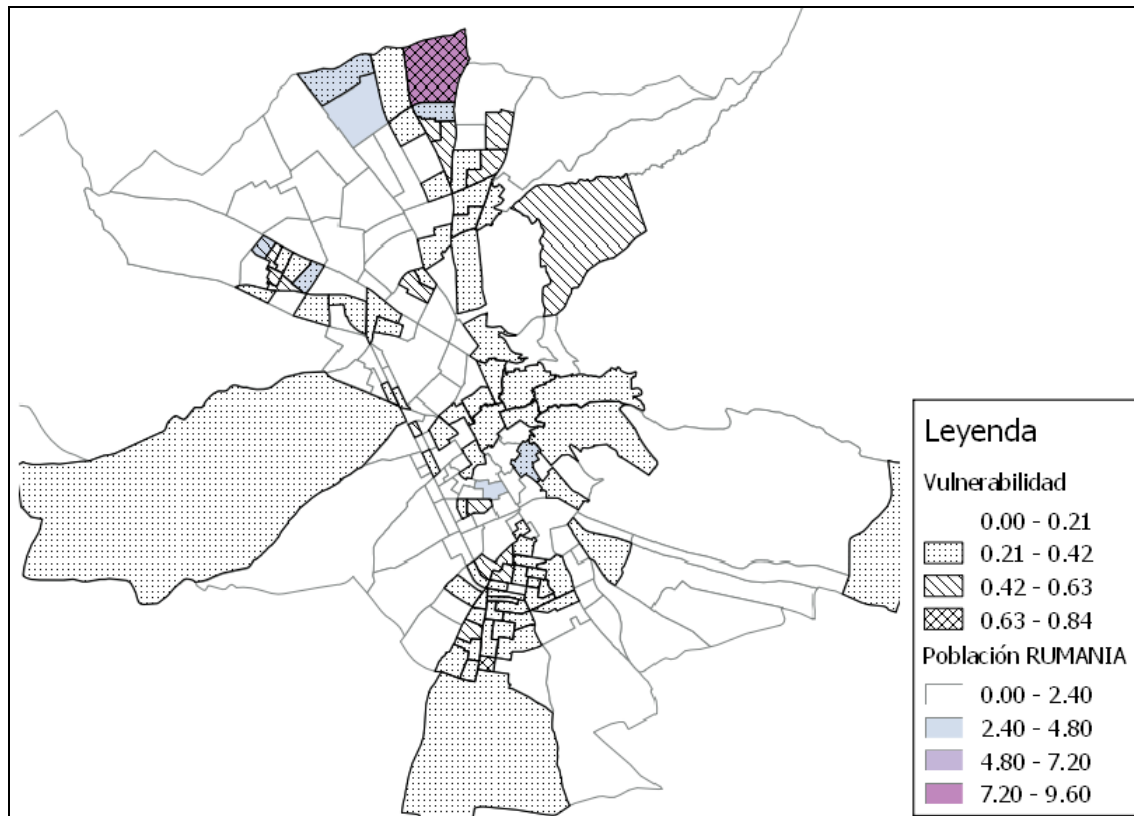 Leyenda
Vulnerabilidad
0.00 - 0.21
0.21 - 0.42
0.42 - 0.63
0.63 - 0.84
Población RUMANIA
0.00 - 2.40
2.40 - 4.80
4.80 - 7.20
7.20 - 9.60